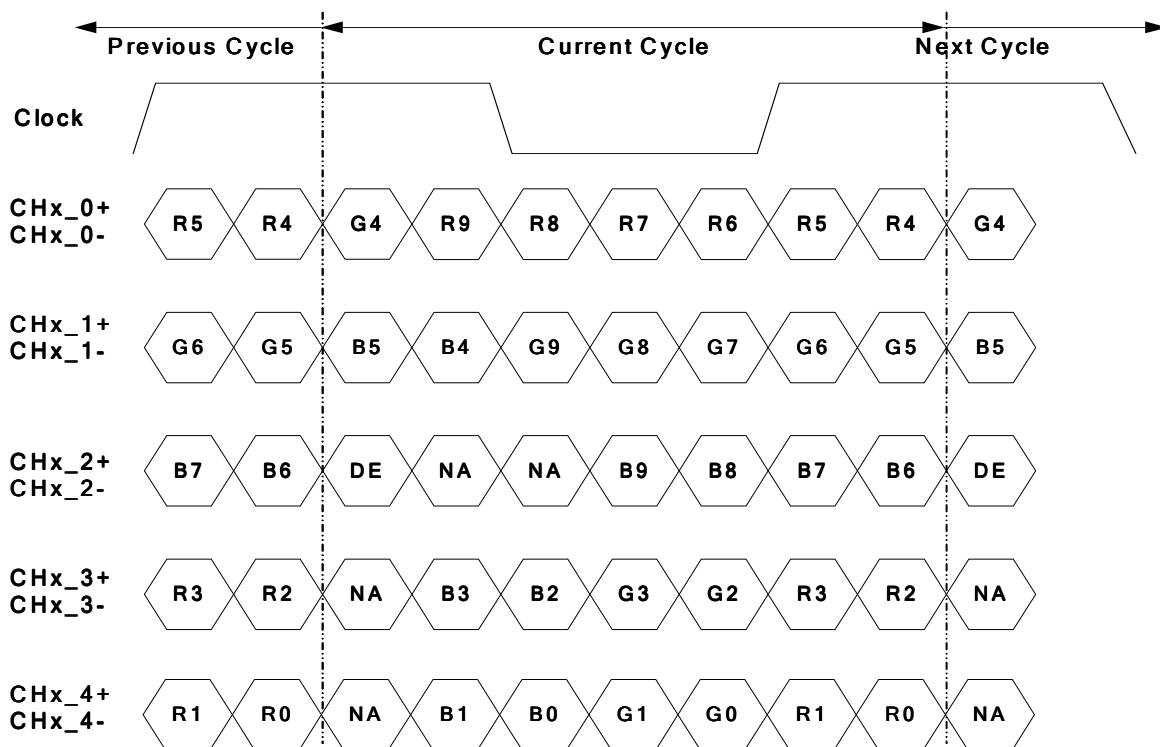 Previous Cycle Current Cycle Next Cycle
Clock
CHx_0+
CHx_0-
R5 R4 G4 R9 R8 R7 R6 R5 R4 G4
CHx_1+
CHx_1-
G6 G5 B5 B4 G9 G8 G7 G6 G5 B5
CHx_2+
CHx_2-
B7 B6 DE NA NA B9 B8 B7 B6 DE
CHx_3+
CHx_3-
R3 R2 NA B3 B2 G3 G2 R3 R2 NA
CHx_4+
CHx_4-
R1 R0 NA B1 B0 G1 G0 R1 R0 NA